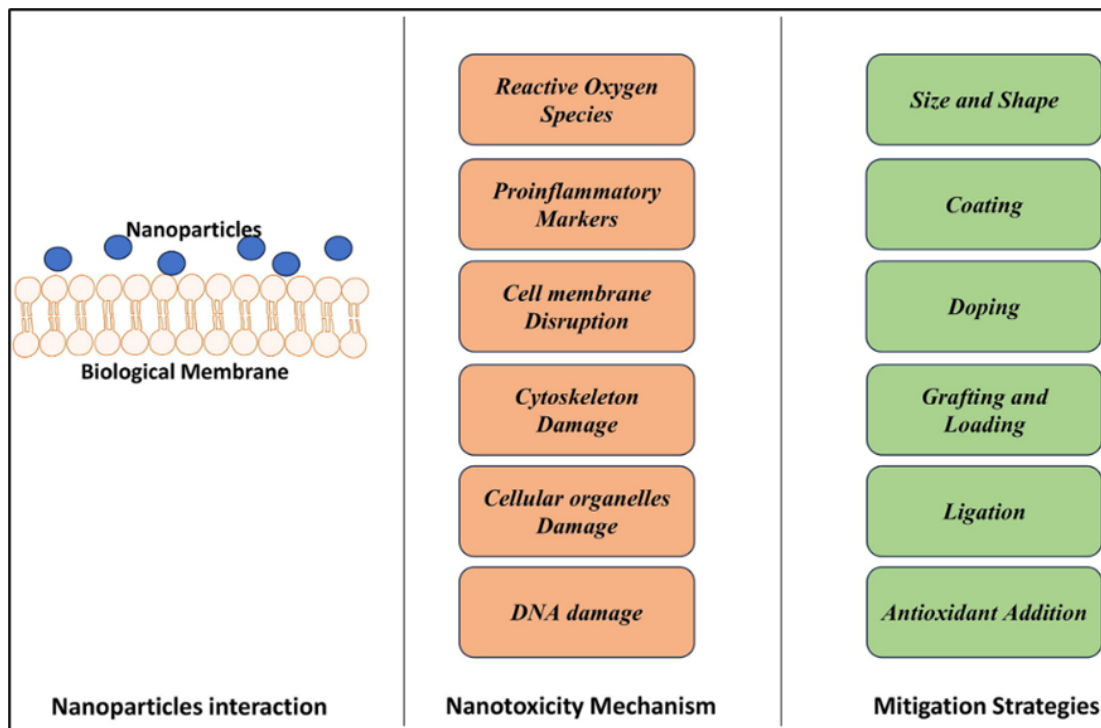 Nanoparticles
Biological Membrane
Nanoparticles interaction
Reactive Oxygen
Species
Proinflammatory
Markers
Cell membrane
Disruption
Cytoskeleton
Damage
Cellular organelles
Damage
DNA damage
Nanotoxicity Mechanism
Size and Shape
Coating
Doping
Grafting and
Loading
Ligation
Antioxidant Addition
Mitigation Strategies